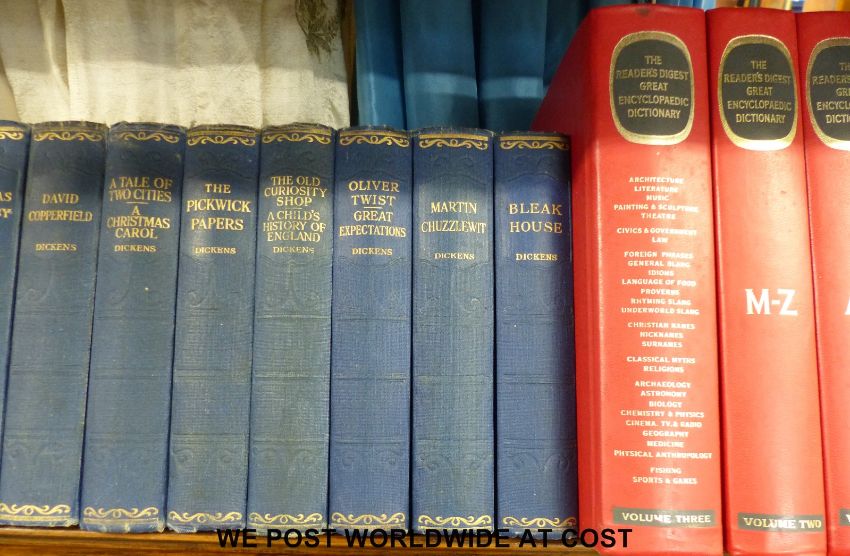 DAVID
COPPERFIELD
DICKENS
A TALE OF
TWO CITIES
A
CHRISTMAS
CAROL
DICKENS
THE
PICKWICK
PAPERS
DICKENS
THE OLD
CURIOSITY
SHOP
A CHILD'S
HISTORY OF
ENGLAND
DICKENS
OLIVER
TWIST
GREAT
EXPECTATIONS
DICKENS
MARTIN
CHUZZLEWIT
DICKENS
BLEAK
HOUSE
DICKENS
THE
READER'S DIGEST
GREAT
ENCYCLOPAEDIC
DICTIONARY
ARCHITECTURE
LITERATURE
MUSIC
PAINTING & SCULPTURE
THEATRE
CIVICS & GOVERNMENT
LAW
FOREIGN PHRASES
GENERAL SLANG
IDIOMS
LANGUAGE OF FOOD
PROVERBS
RHYMING SLANG
UNDERWORLD SLANG
CHRISTIAN NAMES
NICKNAMES
SURNAMES
CLASSICAL MYTHS
RELIGIONS
ARCHAEOLOGY
ASTRONOMY
BIOLOGY
CHEMISTRY & PHYSICS
CINEMA, TV, & RADIO
GEOGRAPHY
MEDICINE
PHYSICAL ANTHROPOLOGY
FISHING
SPORTS & GAMES
VOLUME THREE
THE
READER'S DIGEST
GREAT
ENCYCLOPAEDIC
DICTIONARY
M-Z
VOLUME TWO
WE POST WORLDWIDE AT COST